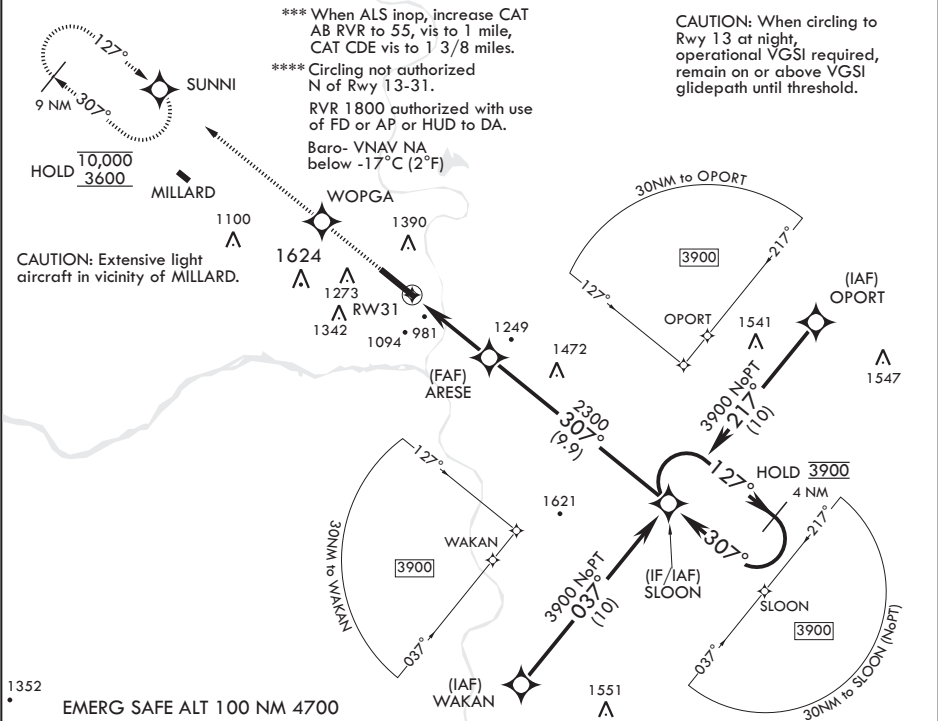 *** When ALS inop, increase CAT
AB RVR to 55, vis to 1 mile,
CAT CDE vis to 1 3/8 miles.
**** Circling not authorized
N of Rwy 13-31.
RVR 1800 authorized with use
of FD or AP or HUD to DA.
Baro- VNAV NA
below -17°C (2°F)
CAUTION: When circling to
Rwy 13 at night,
operational VGSI required,
remain on or above VGSI
glidepath until threshold.
127°
SUNNI
9 NM
307°
HOLD 10,000
3600
MILLARD
WOPGA
1100
1390
CAUTION: Extensive light
aircraft in vicinity of MILLARD.
1624
1273
RW31
1342
1094
981
1249
(FAF)
ARESE
1472
30NM to OPORT
3900
217°
127°
OPORT
(IAF)
OPORT
1541
1547
3900 NoPT
217°
(10)
2300
307°
(9.9)
127°
HOLD 3900
4 NM
307°
1621
127°
WAKAN
3900
30NM to WAKAN
037°
(IF/IAF)
SLOON
3900 NoPT
037°
(10)
217°
SLOON
3900
037°
30NM to SLOON (NoPT)
(IAF)
WAKAN
1551
1352
EMERG SAFE ALT 100 NM 4700